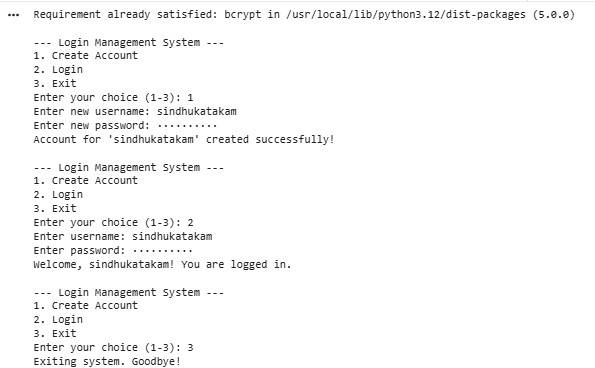 ••• Requirement already satisfied: bcrypt in /usr/local/lib/python3.12/dist-packages (5.0.0)
--- Login Management System ---
1. Create Account
2. Login
3. Exit
Enter your choice (1-3): 1
Enter new username: sindhukatakam
Enter new password: ··········
Account for 'sindhukatakam' created successfully!
--- Login Management System ---
1. Create Account
2. Login
3. Exit
Enter your choice (1-3): 2
Enter username: sindhukatakam
Enter password: ··········
Welcome, sindhukatakam! You are logged in.
--- Login Management System ---
1. Create Account
2. Login
3. Exit
Enter your choice (1-3): 3
Exiting system. Goodbye!